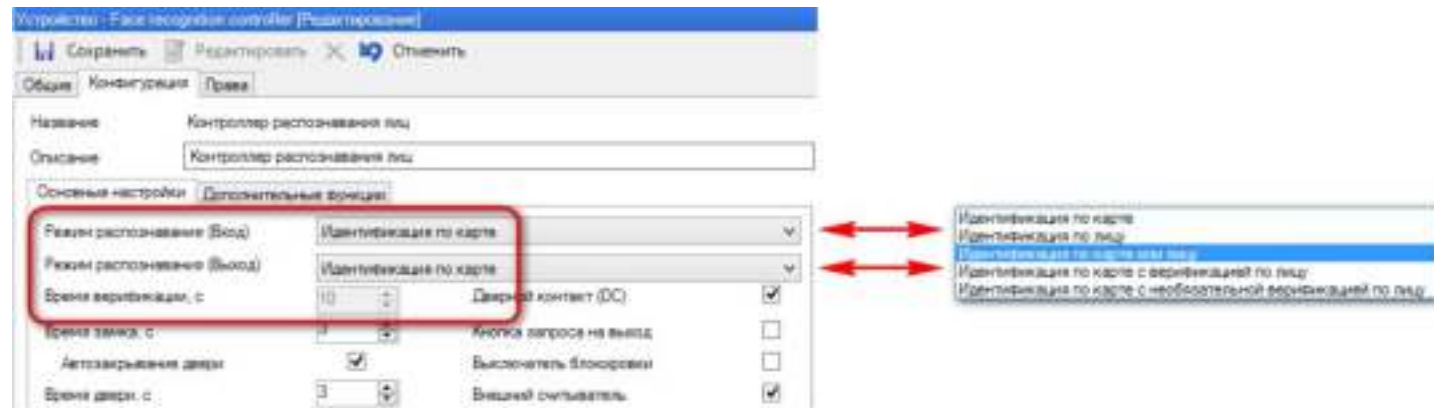 Устройство - Face recognition controller [Редактирование]
Сохранить Редактировать Отменить
Общие Конфигурация Права
Название Контроллер распознавания лиц
Описание Контроллер распознавания лиц
Основные настройки Дополнительные функции
Режим распознавание (Вход) Идентификация по карте
Режим распознавание (Выход) Идентификация по карте
Время верификации, с 10 Дверной контакт (DC)
Время замка, с 3 Кнопка запроса на выход
Автозакрывание двери Выключатель блокировки
Время двери, с 3 Внешний считыватель
Идентификация по карте
Идентификация по лицу
Идентификация по карте или лицу
Идентификация по карте с верификацией по лицу
Идентификация по карте с необязательной верификацией по лицу